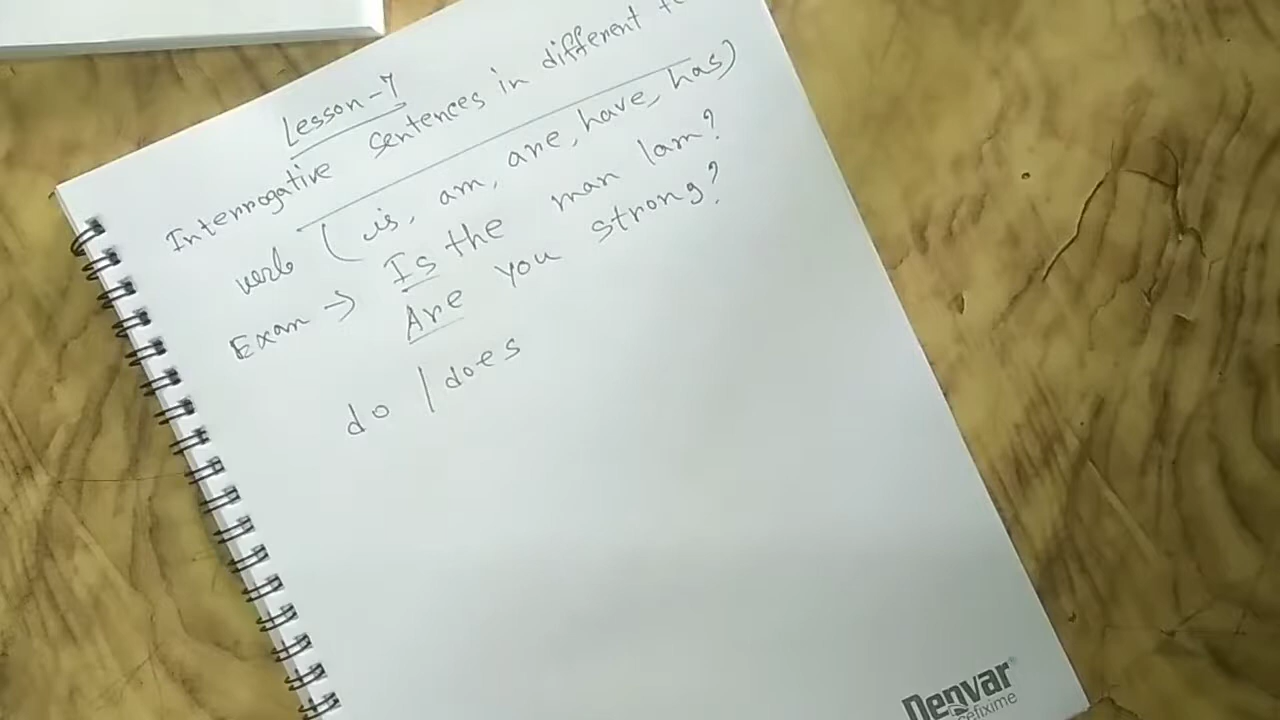 Lesson-7
Interrogative sentences in different
verb (is, am, are, have, has)
Exam → Is the man lam?
Are you strong?
do / does
Denvar
cefixime